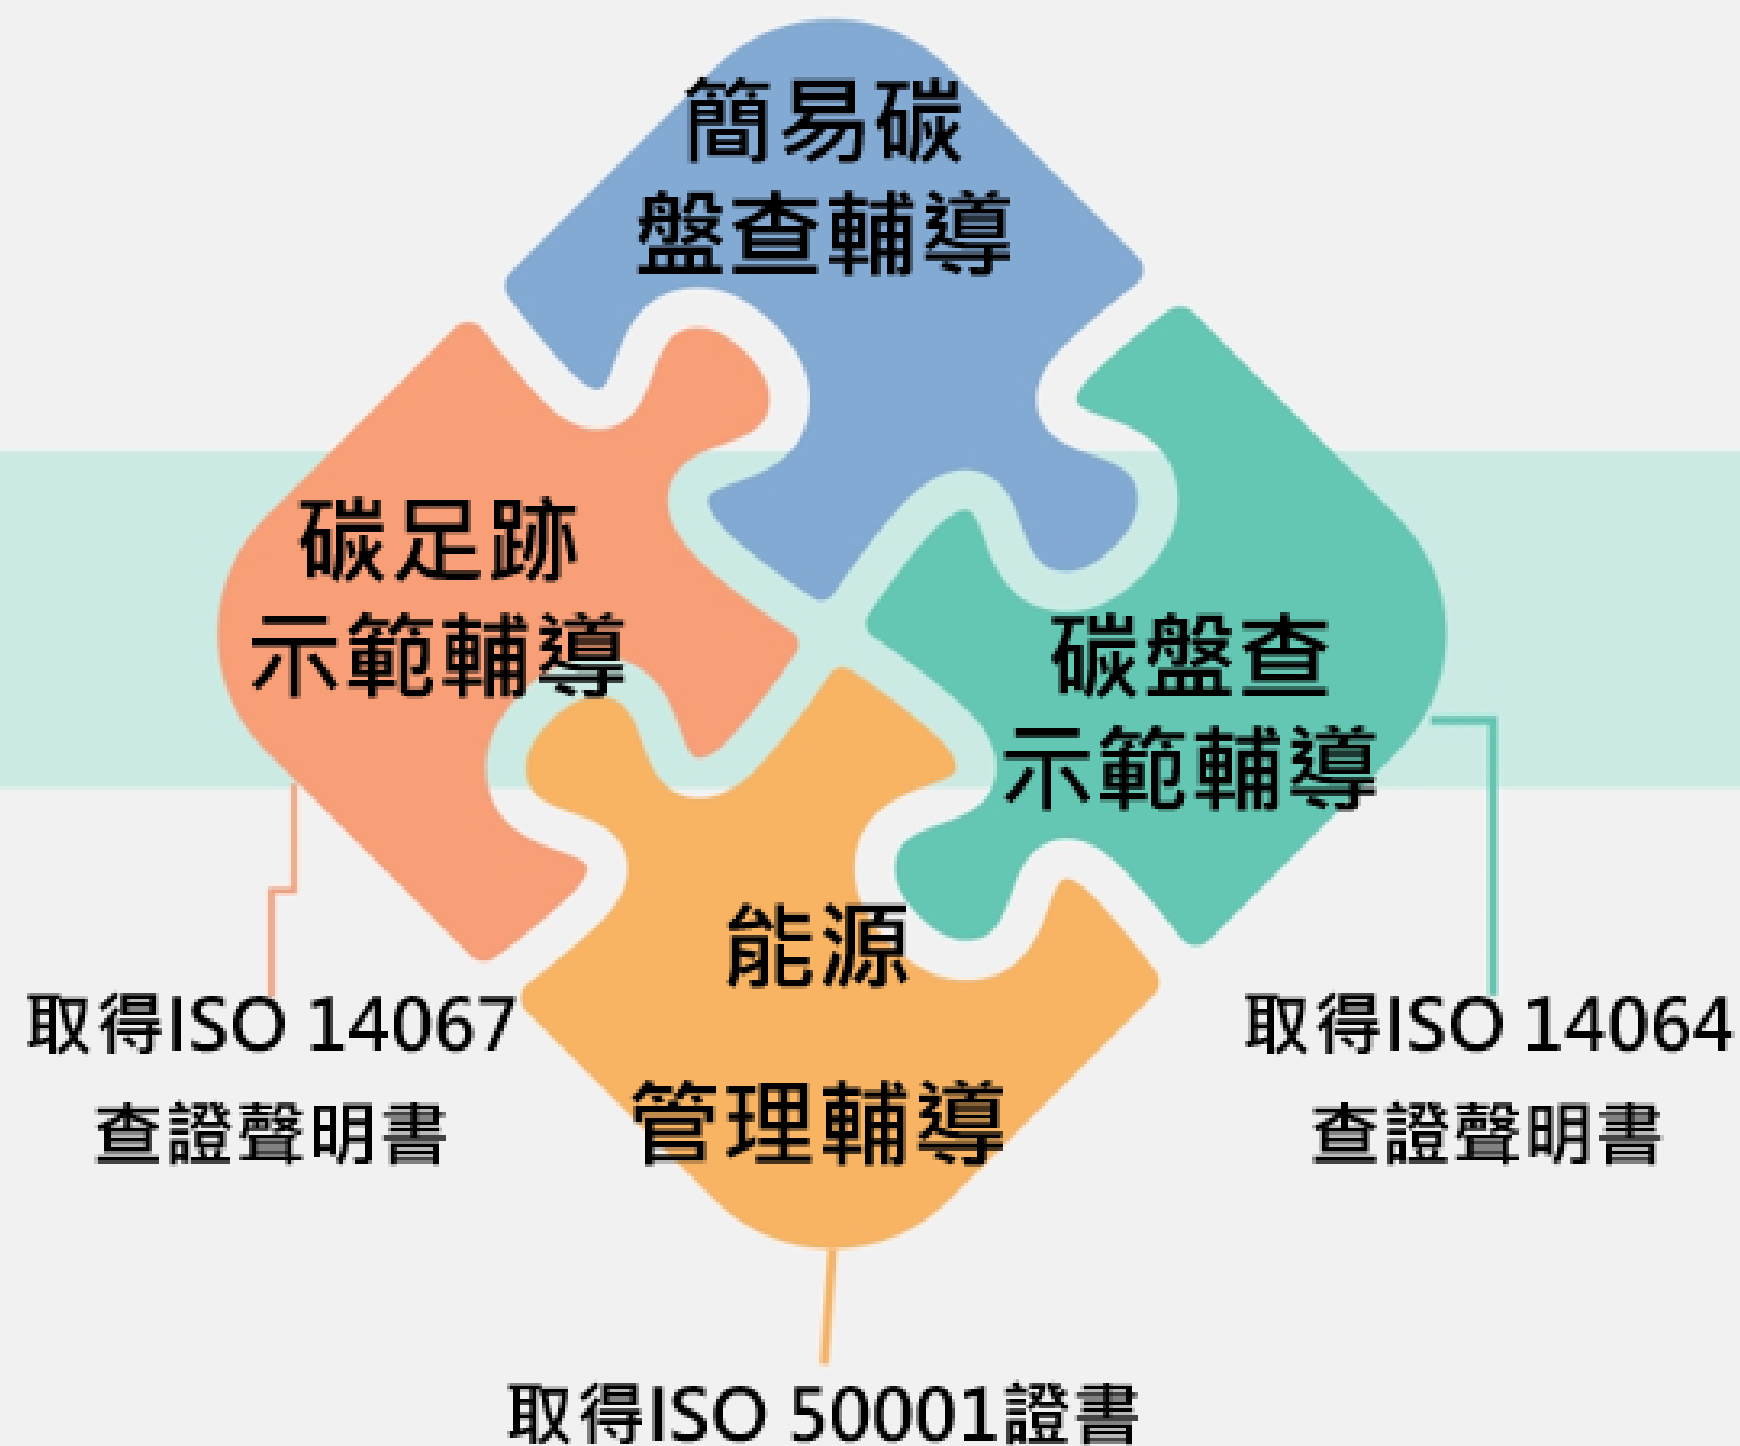 簡易碳
盤查輔導
碳足跡
示範輔導
碳盤查
示範輔導
能源
管理輔導
取得ISO 14067
查證聲明書
取得ISO 14064
查證聲明書
取得ISO 50001證書